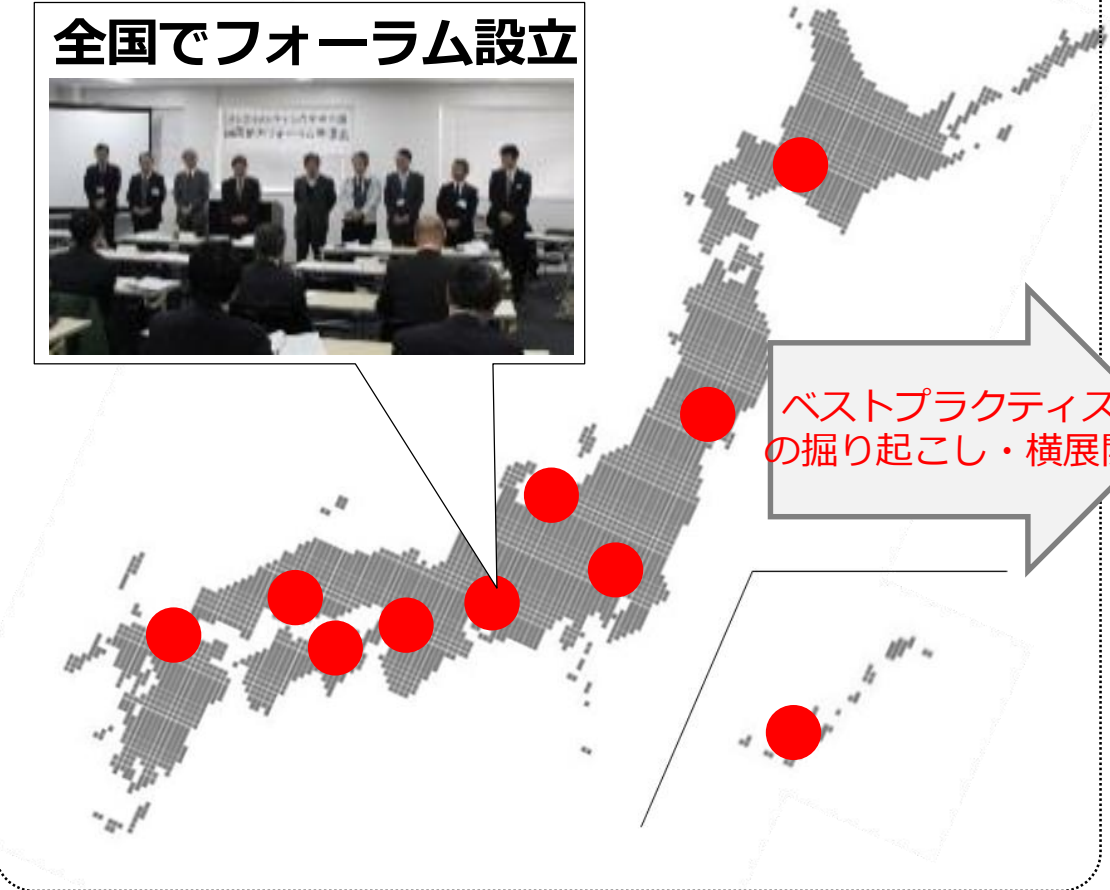 全国でフォーラム設立
ベストプラクティス
の掘り起こし・横展開